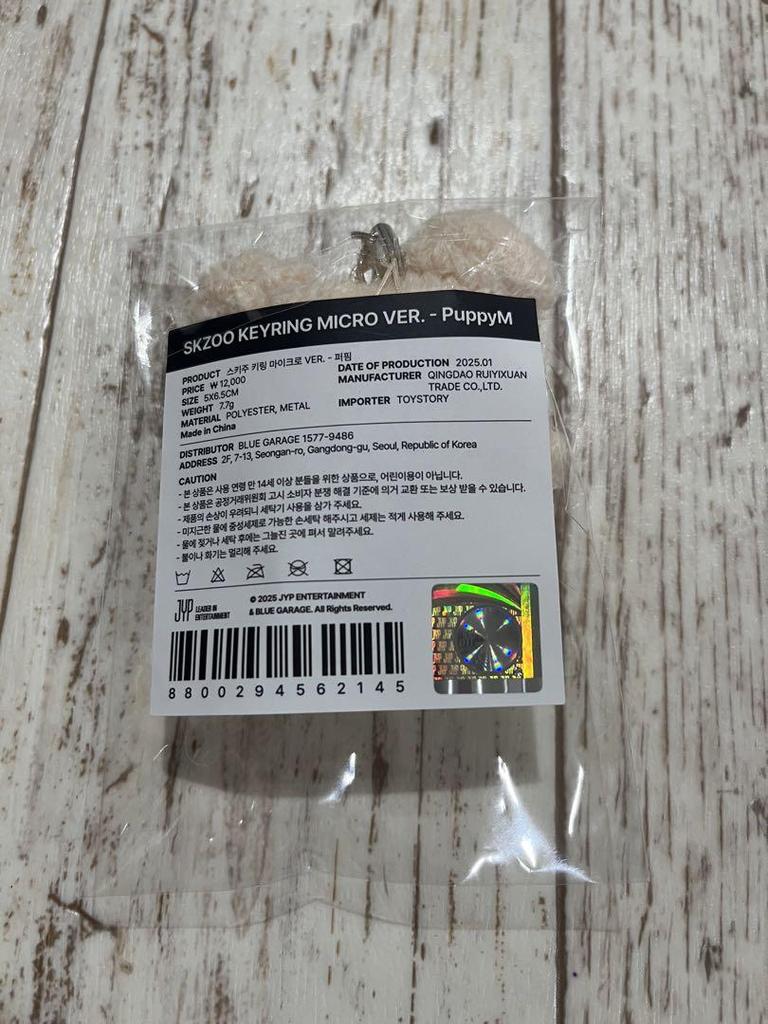 SKZOO KEYRING MICRO VER. - PuppyM
PRODUCT 스키주 키링 마이크로 VER. - 퍼핌
PRICE ₩ 12,000
SIZE 5X6.5CM
WEIGHT 7.7g
MATERIAL POLYESTER, METAL
Made in China
DATE OF PRODUCTION 2025.01
MANUFACTURER QINGDAO RUIYIXUAN
TRADE CO.,LTD.
IMPORTER TOYSTORY
DISTRIBUTOR BLUE GARAGE 1577-9486
ADDRESS 2F, 7-13, Seongan-ro, Gangdong-gu, Seoul, Republic of Korea
CAUTION
- 본 상품은 사용 연령 만 14세 이상 분들을 위한 상품으로, 어린이용이 아닙니다.
- 본 상품은 공정거래위원회 고시 소비자 분쟁 해결 기준에 의거 교환 또는 보상 받을 수 있습니다.
- 제품의 손상이 우려되니 세탁기 사용을 삼가 주세요.
- 미지근한 물에 중성세제로 가능한 손세탁 해주시고 세제는 적게 사용해 주세요.
- 물에 젖거나 세탁 후에는 그늘진 곳에 펴서 말려주세요.
- 불이나 화기는 멀리해 주세요.
JYP LEADER IN
ENTERTAINMENT
© 2025 JYP ENTERTAINMENT
& BLUE GARAGE. All Rights Reserved.
8800294562145